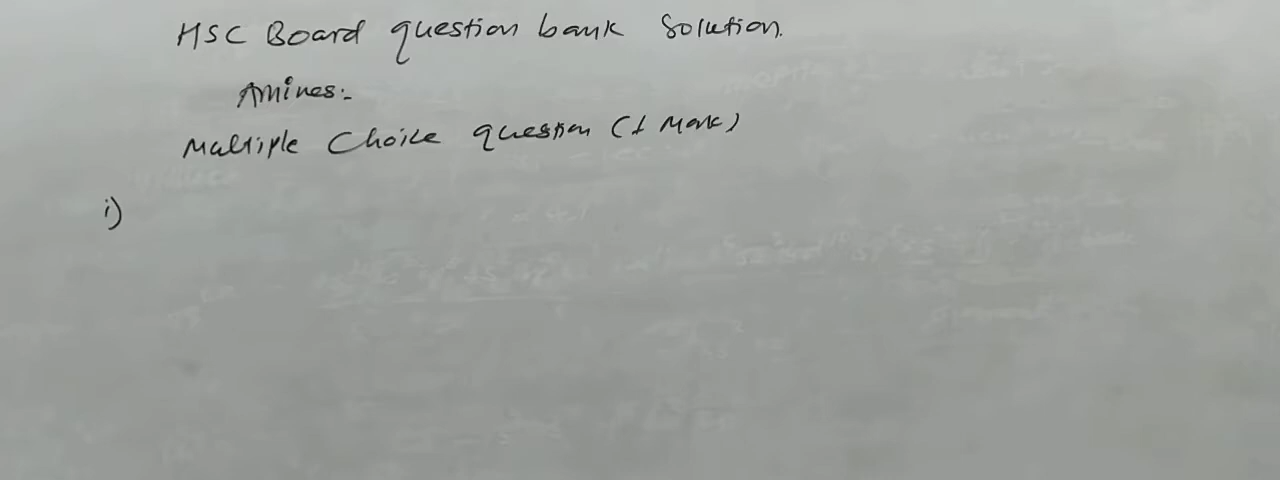 HSC Board question bank Solution.
Amines:-
Multiple Choice question (1 Mark)
i)